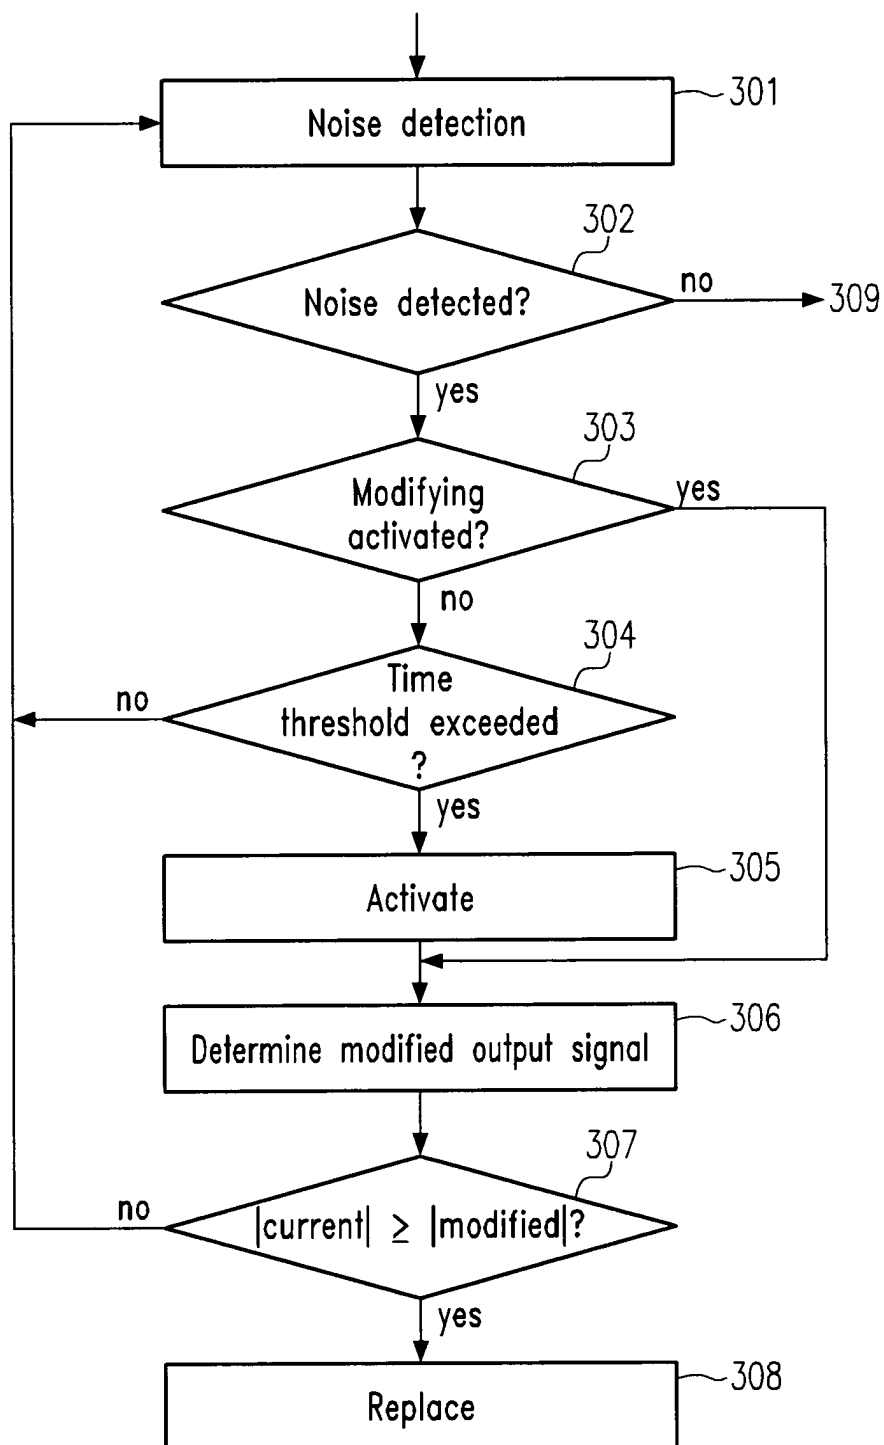 301
Noise detection
302
Noise detected?
no
309
yes
303
Modifying
activated?
yes
no
304
Time
threshold exceeded
?
no
yes
305
Activate
306
Determine modified output signal
307
|current| ≥ |modified|?
no
yes
308
Replace